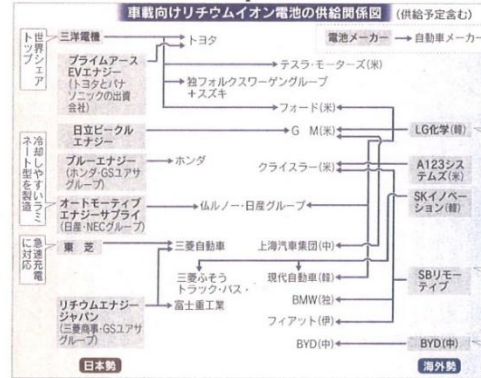 車載向けリチウムイオン電池の供給関係図
(供給予定含む)
電池メーカー → 自動車メーカー
世界シェア
トップ
三洋電機
プライムアース
EVエナジー
(トヨタとパナ
ソニックの出資
会社)
トヨタ
テスラ・モーターズ(米)
独フォルクスワーゲングループ
+スズキ
フォード(米)
冷却しやすいラミ
ネート型を製造
日立ビークル
エナジー
G M(米)
LG化学(韓)
ブルーエナジー
(ホンダ・GSユアサ
グループ)
ホンダ
クライスラー(米)
A123シス
テムズ(米)
オートモーティブ
エナジーサプライ
(日産・NECグループ)
仏ルノー・日産グループ
SKイノベー
ション(韓)
急速充電
に対応
東 芝
三菱自動車
上海汽車集団(中)
三菱ふそう
トラック・バス・
現代自動車(韓)
SBリモー
ティブ
リチウムエナジー
ジャパン
(三菱商事・GSユアサ
グループ)
富士重工業
BMW(独)
フィアット(伊)
BYD(中)
BYD(中)
日本勢
海外勢